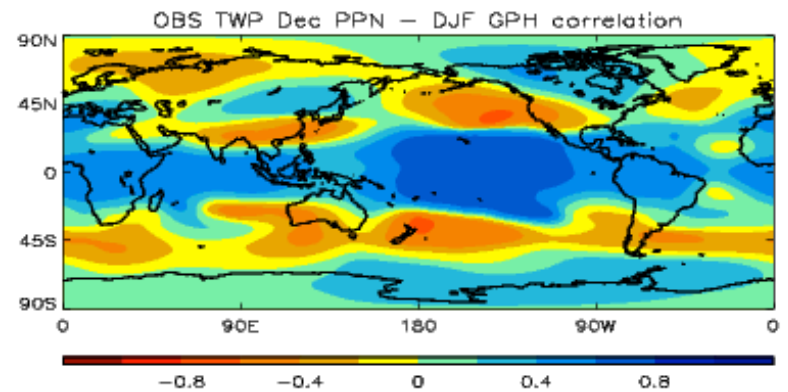 OBS TWP Dec PPN – DJF GPH correlation
90N
45N
0
45S
90S
0 90E 180 90W 0
−0.8 −0.4 0 0.4 0.8